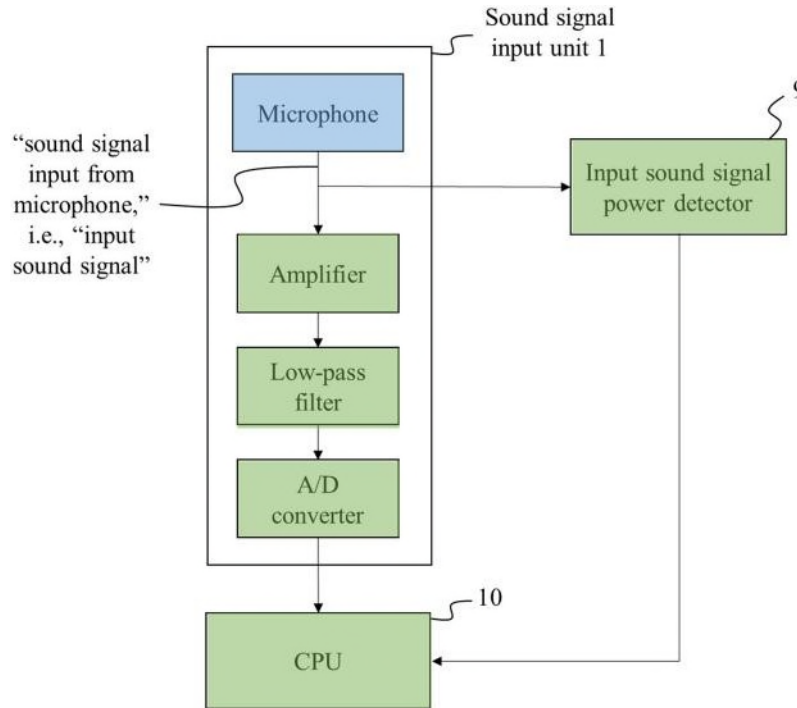 Sound signal
input unit 1
Microphone
9
“sound signal
input from
microphone,”
i.e., “input
sound signal”
Input sound signal
power detector
Amplifier
Low-pass
filter
A/D
converter
10
CPU